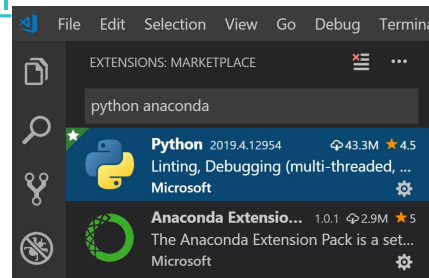 File Edit Selection View Go Debug Termina
EXTENSIONS: MARKETPLACE
python anaconda
Python 2019.4.12954 43.3M 4.5
Linting, Debugging (multi-threaded, ...
Microsoft
Anaconda Extensio... 1.0.1 2.9M 5
The Anaconda Extension Pack is a set...
Microsoft